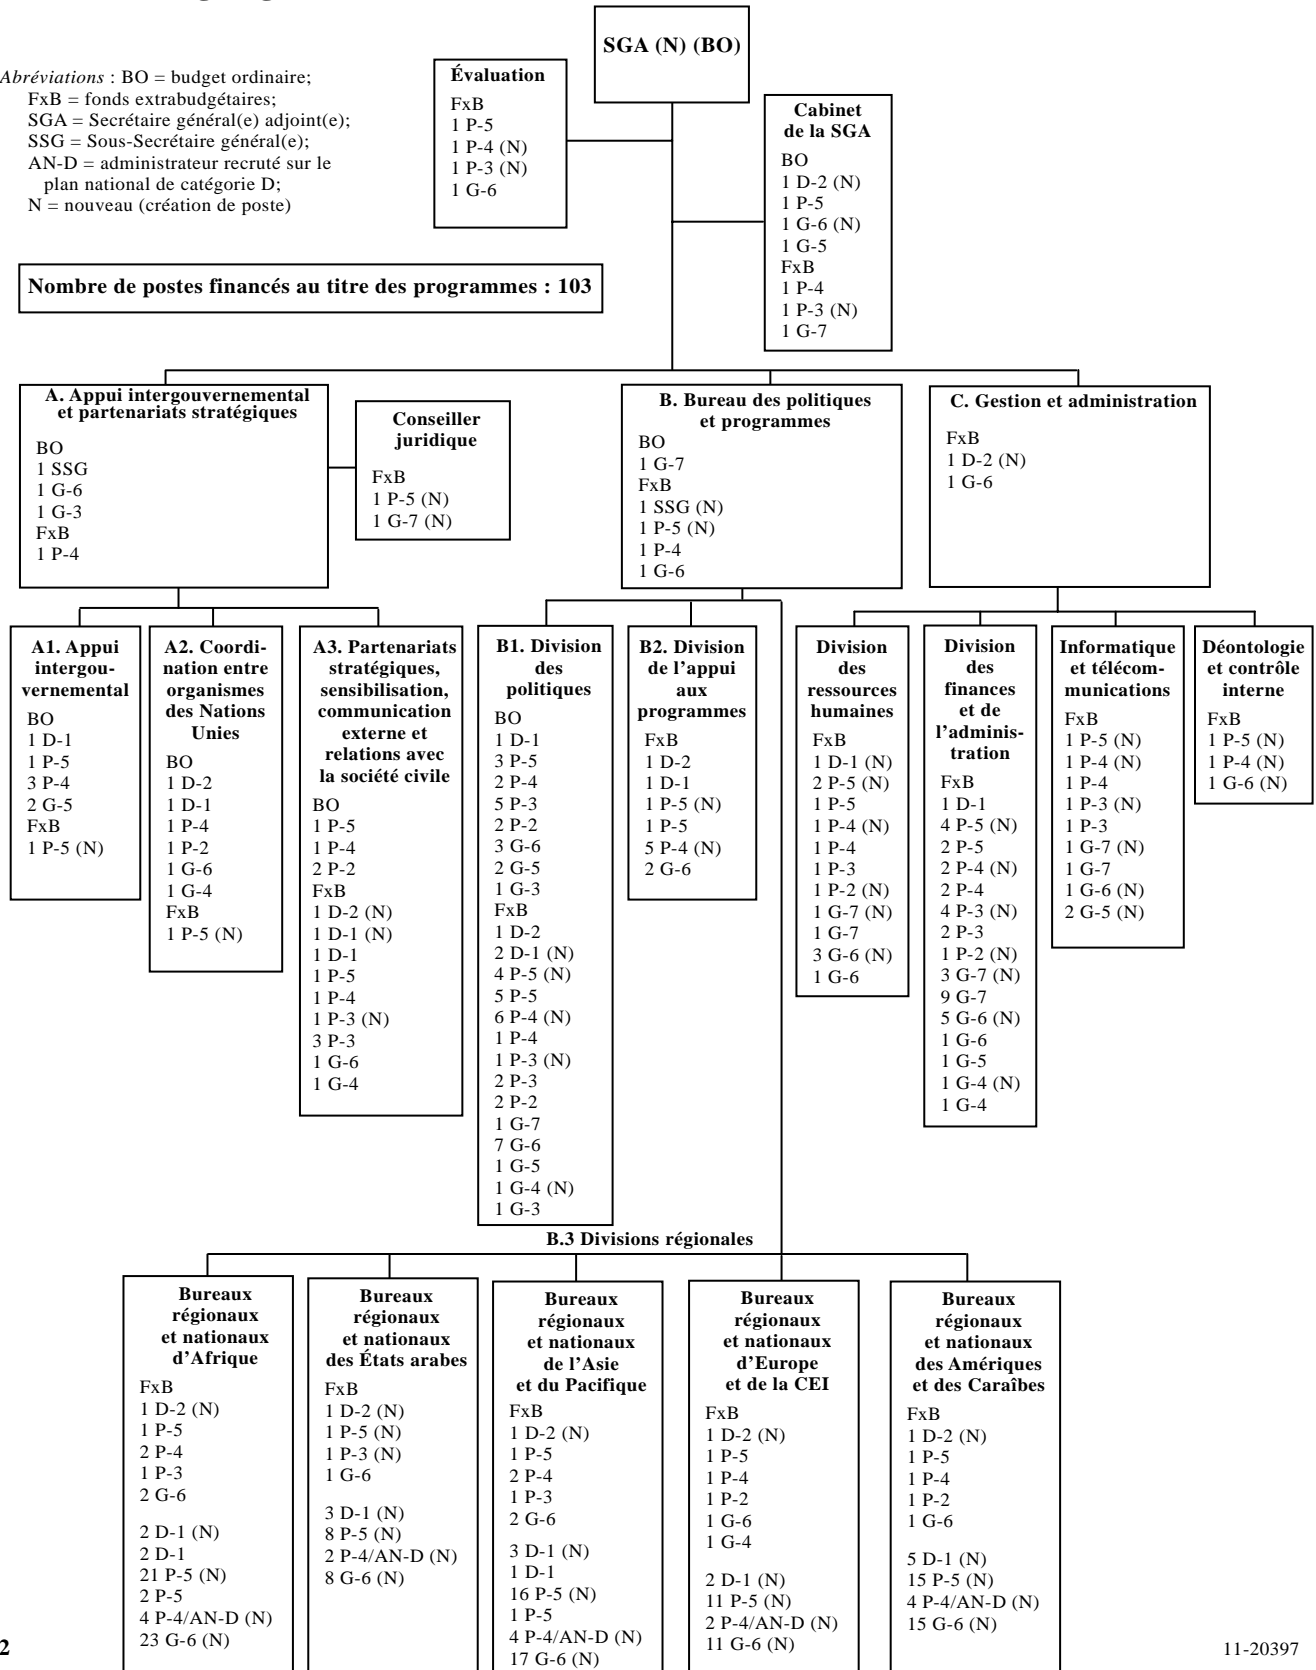 SGA (N) (BO)
Abréviations : BO = budget ordinaire;
FxB = fonds extrabudgétaires;
SGA = Secrétaire général(e) adjoint(e);
SSG = Sous-Secrétaire général(e);
AN-D = administrateur recruté sur le
plan national de catégorie D;
N = nouveau (création de poste)
Évaluation
FxB
1 P-5
1 P-4 (N)
1 P-3 (N)
1 G-6
Cabinet
de la SGA
BO
1 D-2 (N)
1 P-5
1 G-6 (N)
1 G-5
FxB
1 P-4
1 P-3 (N)
1 G-7
Nombre de postes financés au titre des programmes : 103
A. Appui intergouvernemental
et partenariats stratégiques
BO
1 SSG
1 G-6
1 G-3
FxB
1 P-4
Conseiller
juridique
FxB
1 P-5 (N)
1 G-7 (N)
B. Bureau des politiques
et programmes
BO
1 G-7
FxB
1 SSG (N)
1 P-5 (N)
1 P-4
1 G-6
C. Gestion et administration
FxB
1 D-2 (N)
1 G-6
A1. Appui
intergou-
vernemental
BO
1 D-1
1 P-5
3 P-4
2 G-5
FxB
1 P-5 (N)
A2. Coordi-
nation entre
organismes
des Nations
Unies
BO
1 D-2
1 D-1
1 P-4
1 P-2
1 G-6
1 G-4
FxB
1 P-5 (N)
A3. Partenariats
stratégiques,
sensibilisation,
communication
externe et
relations avec
la société civile
BO
1 P-5
1 P-4
2 P-2
FxB
1 D-2 (N)
1 D-1 (N)
1 D-1
1 P-5
1 P-4
1 P-3 (N)
3 P-3
1 G-6
1 G-4
B1. Division
des
politiques
BO
1 D-1
3 P-5
2 P-4
5 P-3
2 P-2
3 G-6
2 G-5
1 G-3
FxB
1 D-2
2 D-1 (N)
4 P-5 (N)
5 P-5
6 P-4 (N)
1 P-4
1 P-3 (N)
2 P-3
2 P-2
1 G-7
7 G-6
1 G-5
1 G-4 (N)
1 G-3
B2. Division
de l'appui
aux
programmes
FxB
1 D-2
1 D-1
1 P-5 (N)
1 P-5
5 P-4 (N)
2 G-6
Division
des
ressources
humaines
FxB
1 D-1 (N)
2 P-5 (N)
1 P-5
1 P-4 (N)
1 P-4
1 P-3
1 P-2 (N)
1 G-7 (N)
1 G-7
3 G-6 (N)
1 G-6
Division
des
finances
et de
l'adminis-
tration
FxB
1 D-1
4 P-5 (N)
2 P-5
2 P-4 (N)
2 P-4
4 P-3 (N)
2 P-3
1 P-2 (N)
3 G-7 (N)
9 G-7
5 G-6 (N)
1 G-6
1 G-5
1 G-4 (N)
1 G-4
Informatique
et télécom-
munications
FxB
1 P-5 (N)
1 P-4 (N)
1 P-4
1 P-3 (N)
1 P-3
1 G-7 (N)
1 G-7
1 G-6 (N)
2 G-5 (N)
Déontologie
et contrôle
interne
FxB
1 P-5 (N)
1 P-4 (N)
1 G-6 (N)
B.3 Divisions régionales
Bureaux
régionaux
et nationaux
d'Afrique
FxB
1 D-2 (N)
1 P-5
2 P-4
1 P-3
2 G-6
2 D-1 (N)
2 D-1
21 P-5 (N)
2 P-5
4 P-4/AN-D (N)
23 G-6 (N)
Bureaux
régionaux
et nationaux
des États arabes
FxB
1 D-2 (N)
1 P-5 (N)
1 P-3 (N)
1 G-6
3 D-1 (N)
8 P-5 (N)
2 P-4/AN-D (N)
8 G-6 (N)
Bureaux
régionaux
et nationaux
de l'Asie
et du Pacifique
FxB
1 D-2 (N)
1 P-5
2 P-4
1 P-3
2 G-6
3 D-1 (N)
1 D-1
16 P-5 (N)
1 P-5
4 P-4/AN-D (N)
17 G-6 (N)
Bureaux
régionaux
et nationaux
d'Europe
et de la CEI
FxB
1 D-2 (N)
1 P-5
1 P-4
1 P-2
1 G-6
1 G-4
2 D-1 (N)
11 P-5 (N)
2 P-4/AN-D (N)
11 G-6 (N)
Bureaux
régionaux
et nationaux
des Amériques
et des Caraîbes
FxB
1 D-2 (N)
1 P-5
1 P-4
1 P-2
1 G-6
5 D-1 (N)
15 P-5 (N)
4 P-4/AN-D (N)
15 G-6 (N)
2
11-20397